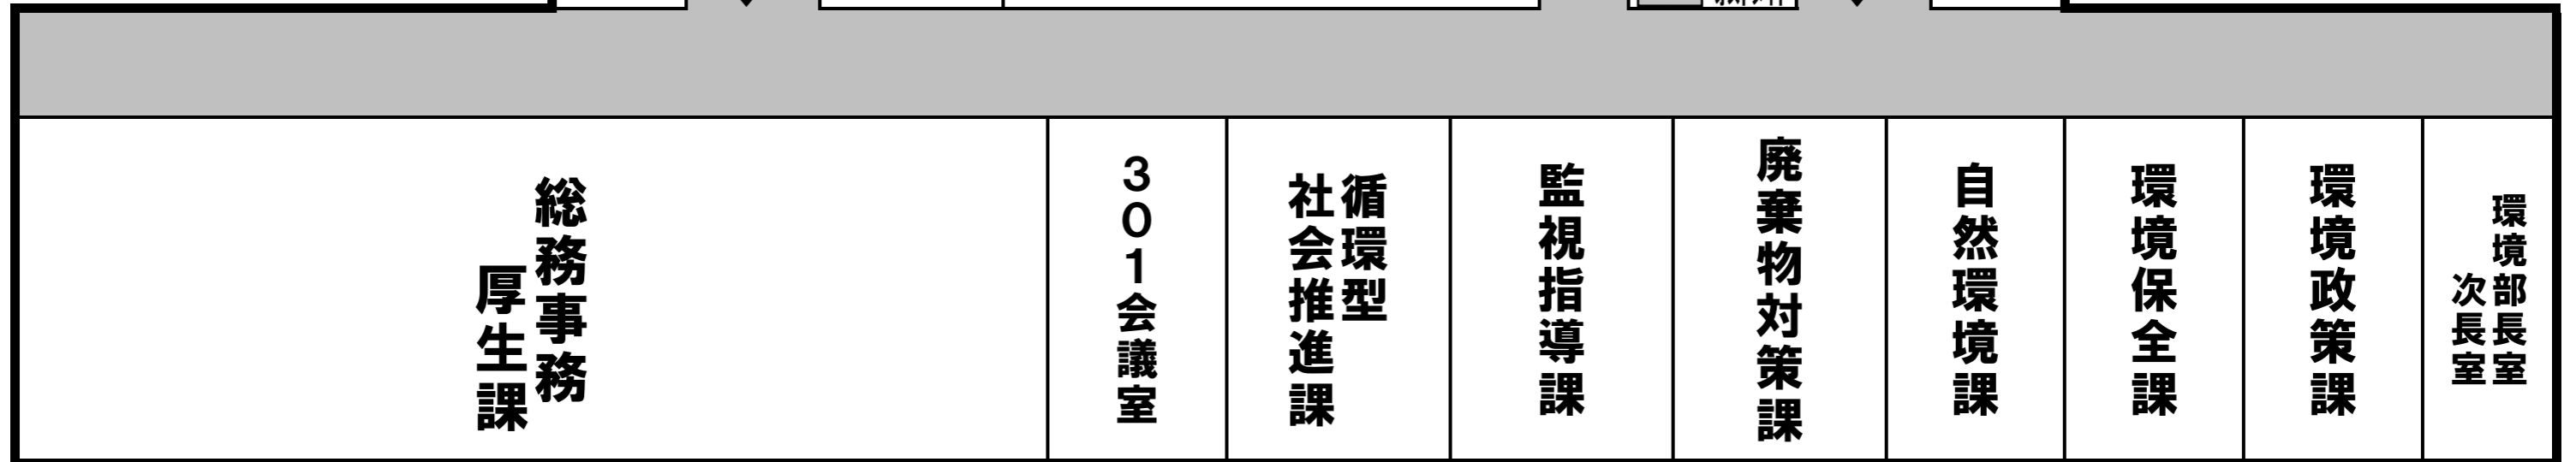 総務事務
厚生課
301会議室
循環型
社会推進課
監視指導課
廃棄物対策課
自然環境課
環境保全課
環境政策課
環境部長室
次長室